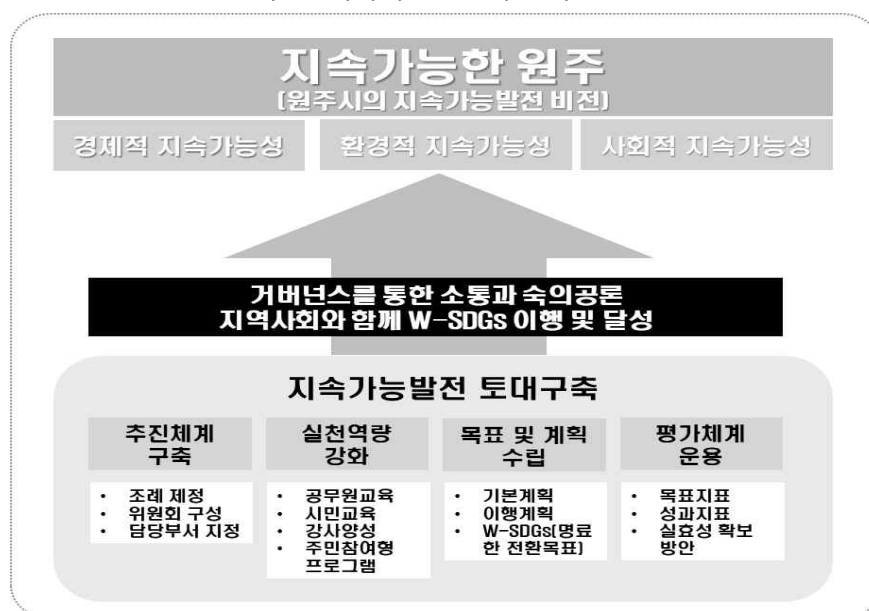 지속가능한 원주
(원주시의 지속가능발전 비전)
경제적 지속가능성
환경적 지속가능성
사회적 지속가능성
거버넌스를 통한 소통과 숙의공론
지역사회와 함께 W-SDGs 이행 및 달성
지속가능발전 토대구축
추진체계
구축
• 조례 제정
• 위원회 구성
• 담당부서 지정
실천역량
강화
• 공무원교육
• 시민교육
• 강사양성
• 주민참여형
프로그램
목표 및 계획
수립
• 기본계획
• 이행계획
• W-SDGs(명료
한 전환목표)
평가체계
운용
• 목표지표
• 성과지표
• 실효성 확보
방안